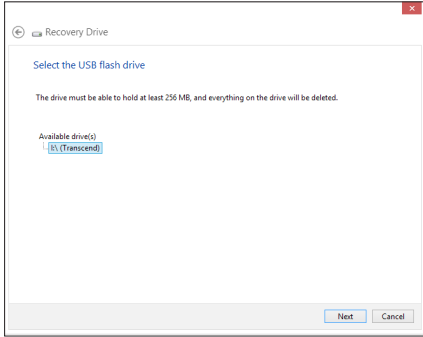 Recovery Drive
Select the USB flash drive
The drive must be able to hold at least 256 MB, and everything on the drive will be deleted.
Available drive(s)
I:\ (Transcend)
Next
Cancel